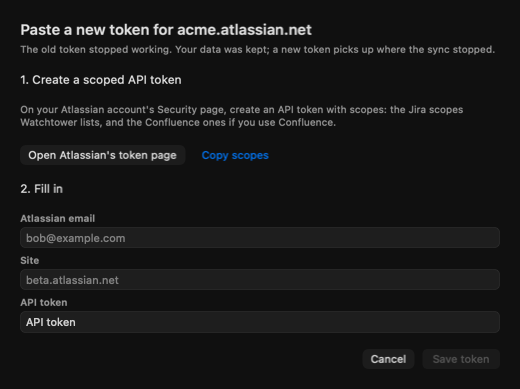 Paste a new token for acme.atlassian.net
The old token stopped working. Your data was kept; a new token picks up where the sync stopped.
1. Create a scoped API token
On your Atlassian account's Security page, create an API token with scopes: the Jira scopes
Watchtower lists, and the Confluence ones if you use Confluence.
Open Atlassian's token page
Copy scopes
2. Fill in
Atlassian email
bob@example.com
Site
beta.atlassian.net
API token
API token
Cancel
Save token